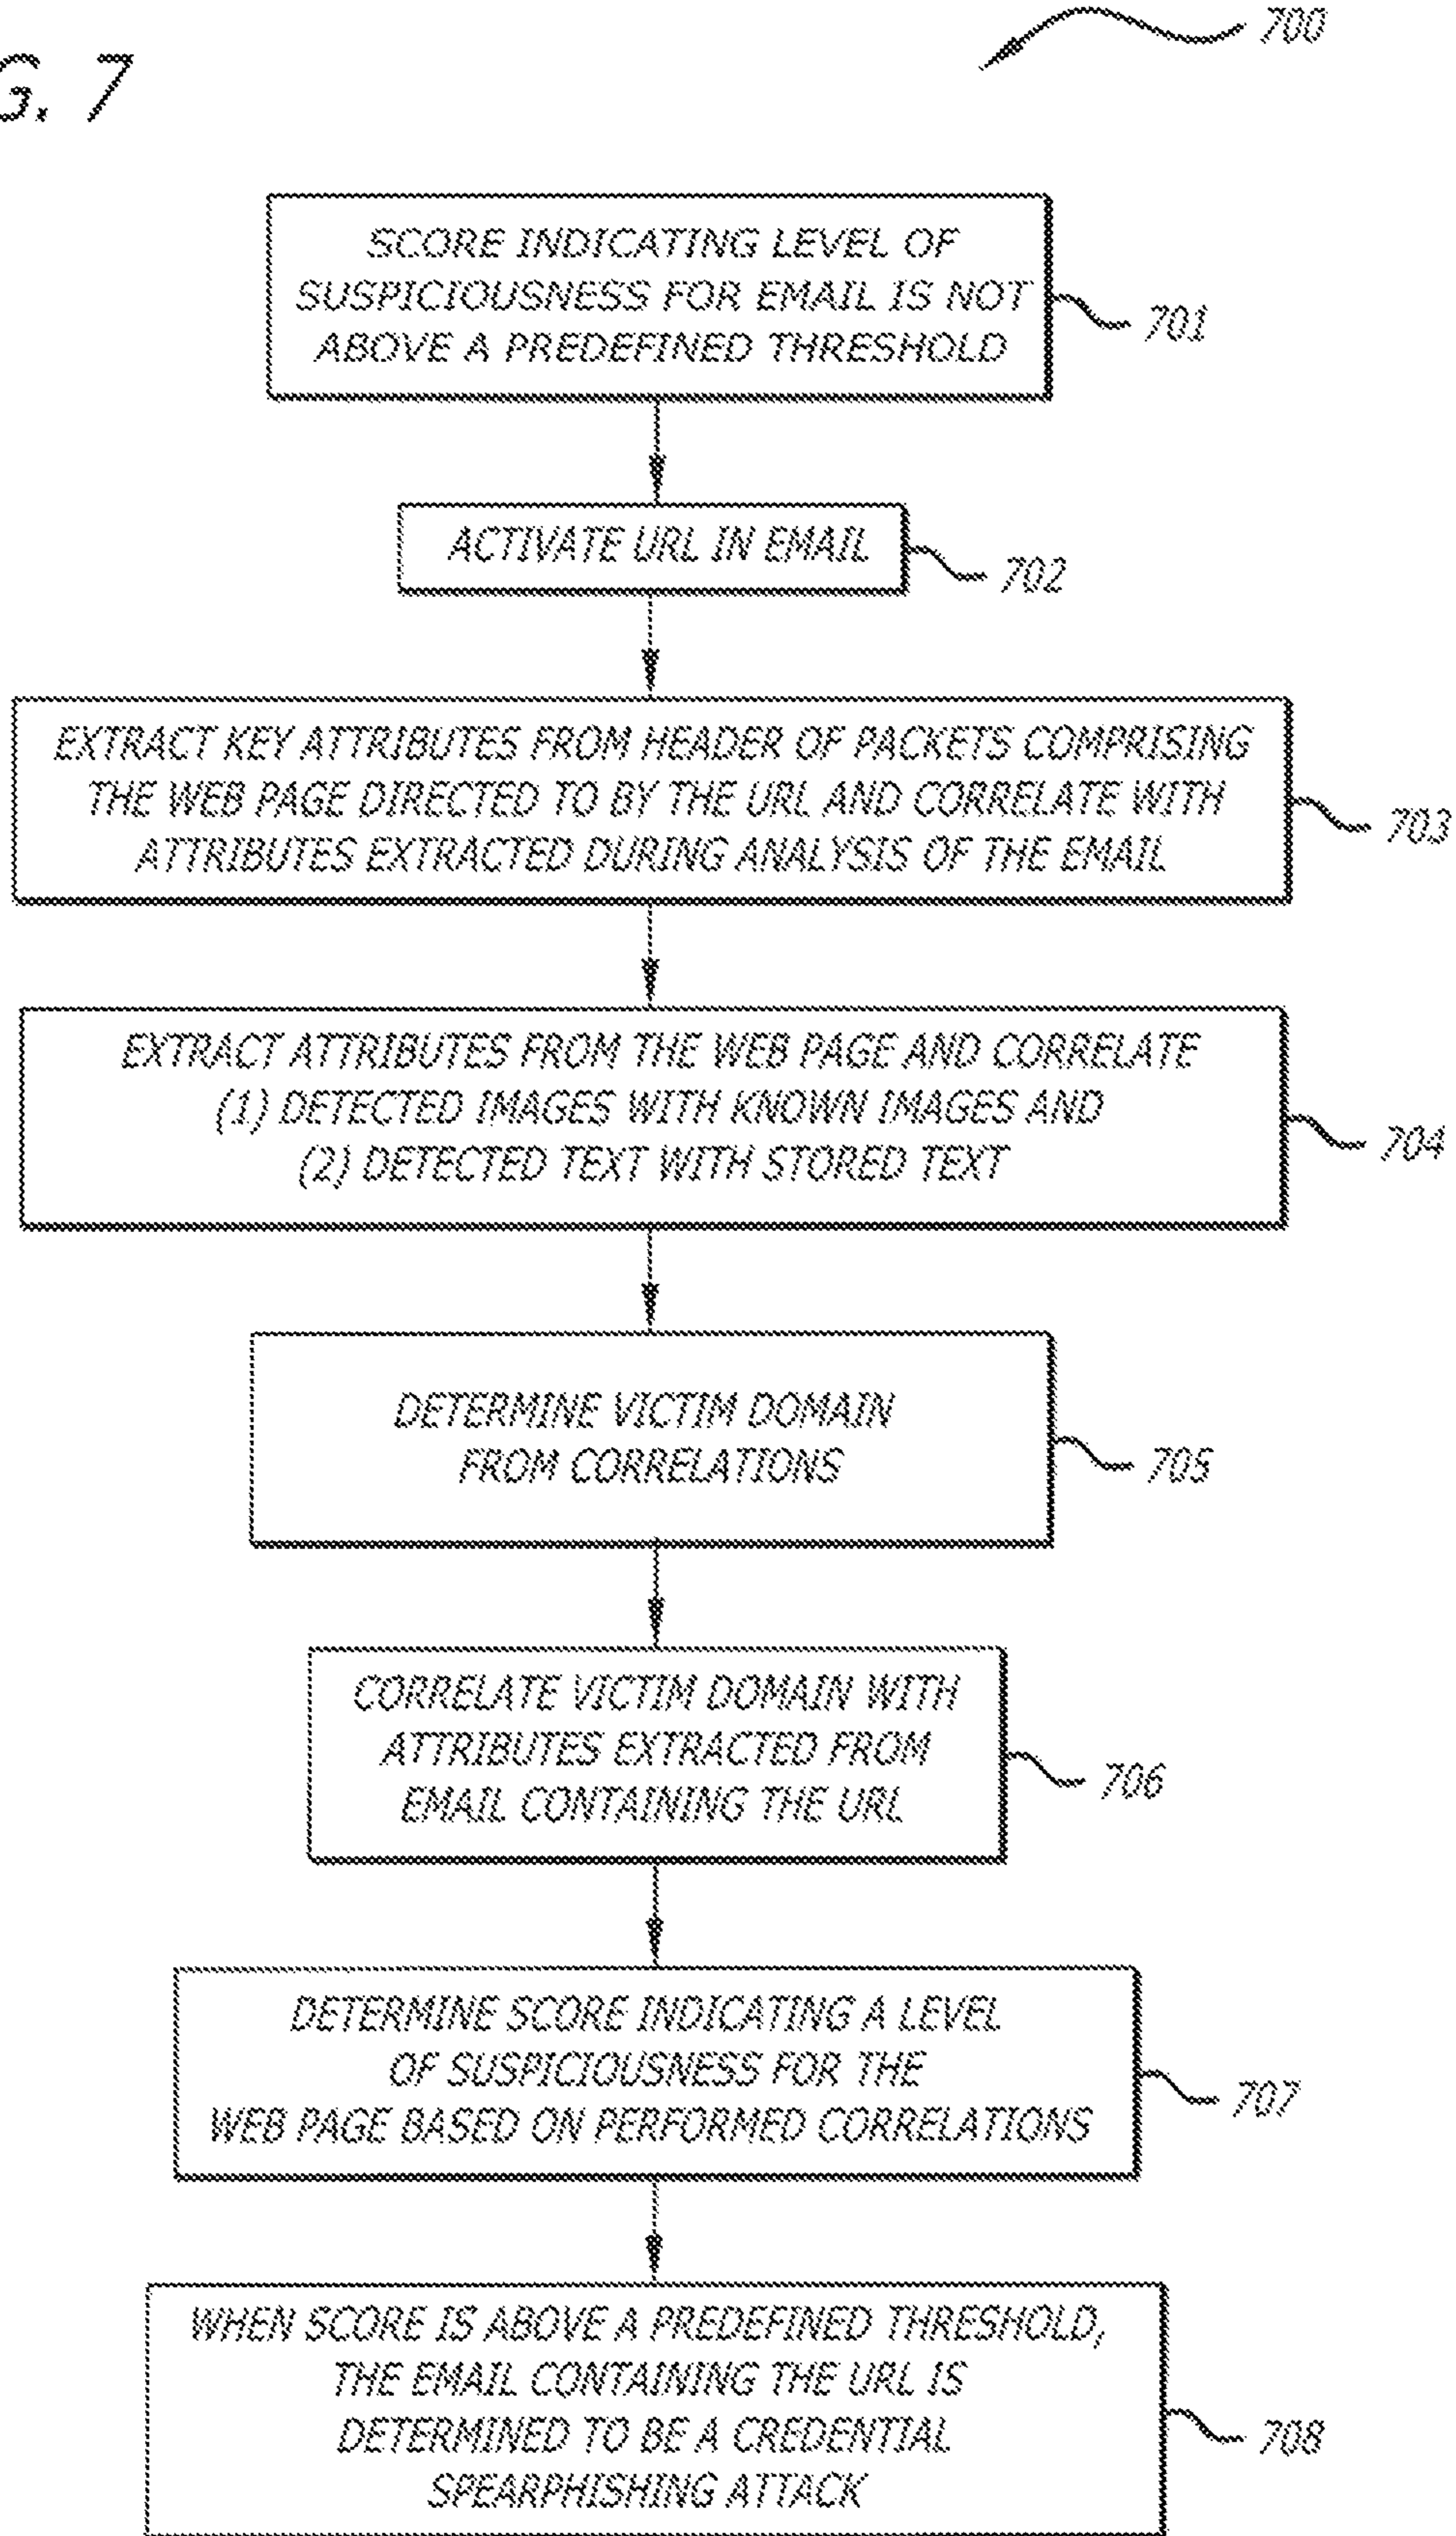 G. 7
700
SCORE INDICATING LEVEL OF
SUSPICIOUSNESS FOR EMAIL IS NOT
ABOVE A PREDEFINED THRESHOLD
701
ACTIVATE URL IN EMAIL
702
EXTRACT KEY ATTRIBUTES FROM HEADER OF PACKETS COMPRISING
THE WEB PAGE DIRECTED TO BY THE URL AND CORRELATE WITH
ATTRIBUTES EXTRACTED DURING ANALYSIS OF THE EMAIL
703
EXTRACT ATTRIBUTES FROM THE WEB PAGE AND CORRELATE
(1) DETECTED IMAGES WITH KNOWN IMAGES AND
(2) DETECTED TEXT WITH STORED TEXT
704
DETERMINE VICTIM DOMAIN
FROM CORRELATIONS
705
CORRELATE VICTIM DOMAIN WITH
ATTRIBUTES EXTRACTED FROM
EMAIL CONTAINING THE URL
706
DETERMINE SCORE INDICATING A LEVEL
OF SUSPICIOUSNESS FOR THE
WEB PAGE BASED ON PERFORMED CORRELATIONS
707
WHEN SCORE IS ABOVE A PREDEFINED THRESHOLD,
THE EMAIL CONTAINING THE URL IS
DETERMINED TO BE A CREDENTIAL
SPEARPHISHING ATTACK
708